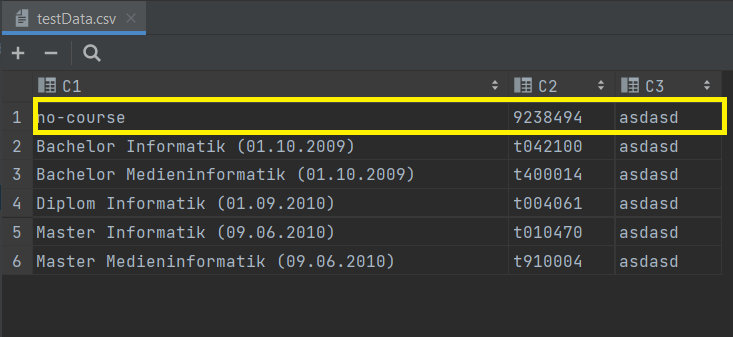 testData.csv
C1 C2 C3
1 no-course 9238494 asdasd
2 Bachelor Informatik (01.10.2009) t042100 asdasd
3 Bachelor Medieninformatik (01.10.2009) t400014 asdasd
4 Diplom Informatik (01.09.2010) t004061 asdasd
5 Master Informatik (09.06.2010) t010470 asdasd
6 Master Medieninformatik (09.06.2010) t910004 asdasd